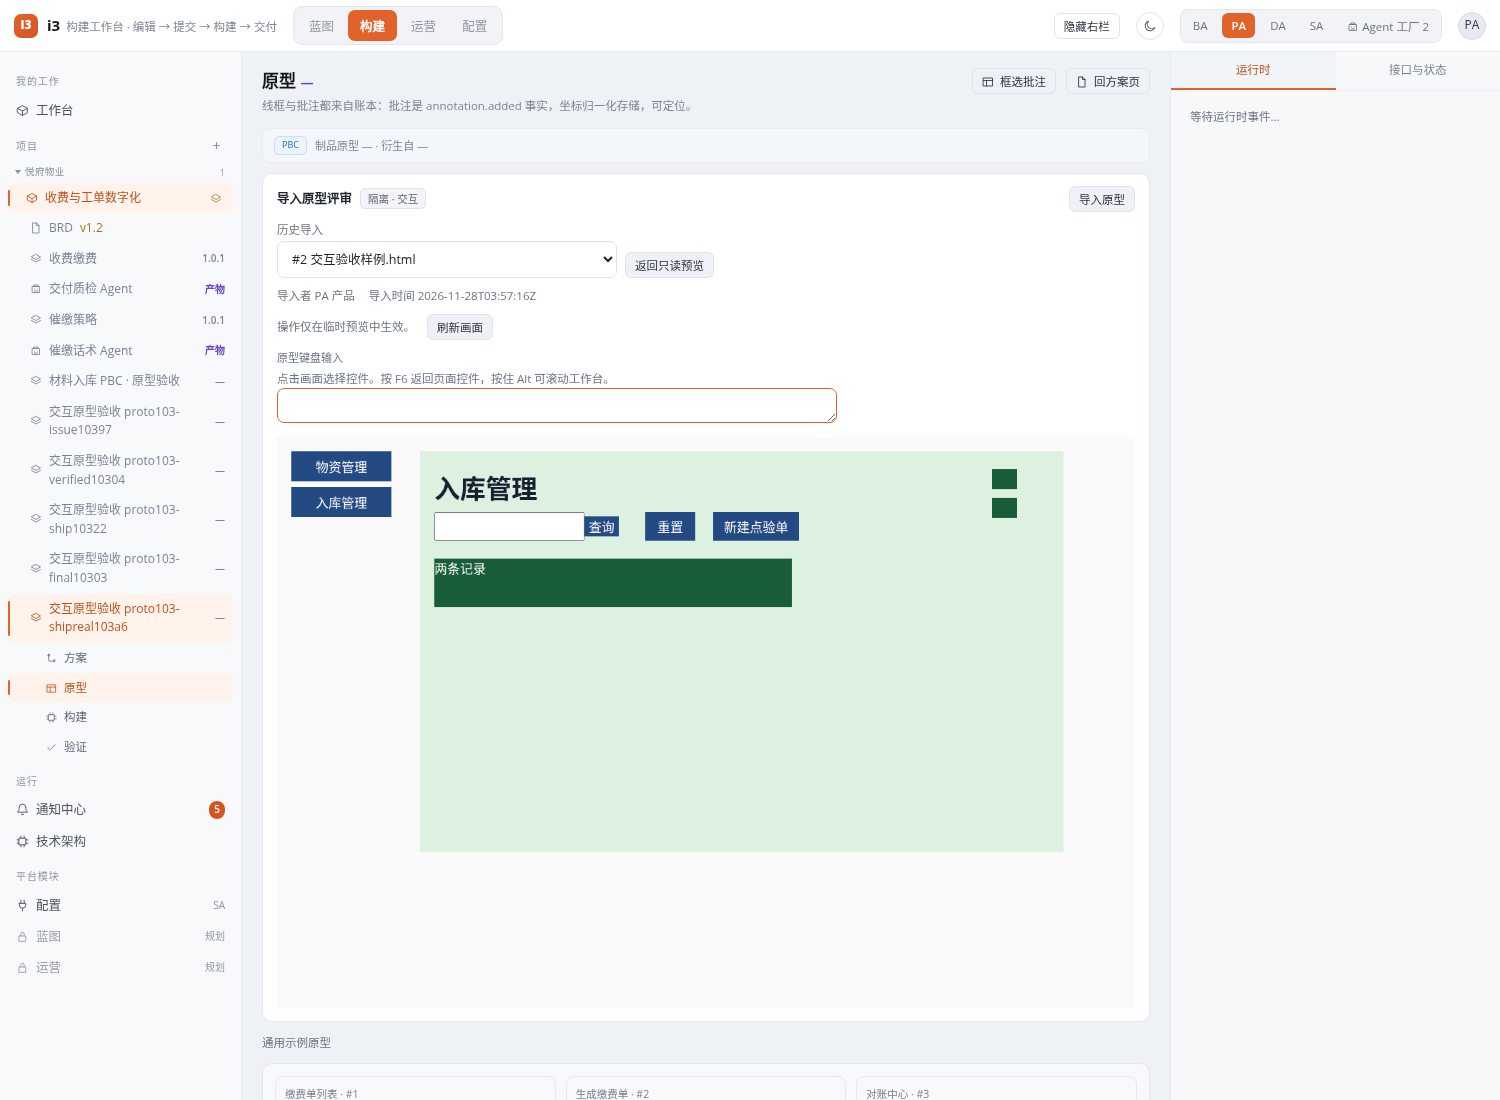 i3 i3 构建工作台 · 编辑 → 提交 → 构建 → 交付 蓝图 构建 运营 配置 隐藏右栏 BA PA DA SA Agent 工厂 2 PA
我的工作
工作台
项目 +
悦府物业 1
收费与工单数字化
BRD v1.2
收费缴费 1.0.1
交付质检 Agent 产物
催缴策略 1.0.1
催缴话术 Agent 产物
材料入库 PBC · 原型验收 —
交互原型验收 proto103-
issue10397 —
交互原型验收 proto103-
verified10304 —
交互原型验收 proto103-
ship10322 —
交互原型验收 proto103-
final10303 —
交互原型验收 proto103-
shipreal103a6 —
方案
原型
构建
验证
运行
通知中心 5
技术架构
平台模块
配置 SA
蓝图 规划
运营 规划
原型 —
框选批注 回方案页
线框与批注都来自账本：批注是 annotation.added 事实，坐标归一化存储，可定位。
PBC 制品原型 — · 衍生自 —
导入原型评审 隔离 · 交互 导入原型
历史导入
#2 交互验收样例.html 返回只读预览
导入者 PA 产品 导入时间 2026-11-28T03:57:16Z
操作仅在临时预览中生效。 刷新画面
原型键盘输入
点击画面选择控件。按 F6 返回页面控件，按住 Alt 可滚动工作台。
物资管理
入库管理
入库管理
查询 重置 新建点验单
两条记录
通用示例原型
缴费单列表 · #1 生成缴费单 · #2 对账中心 · #3
运行时 接口与状态
等待运行时事件…